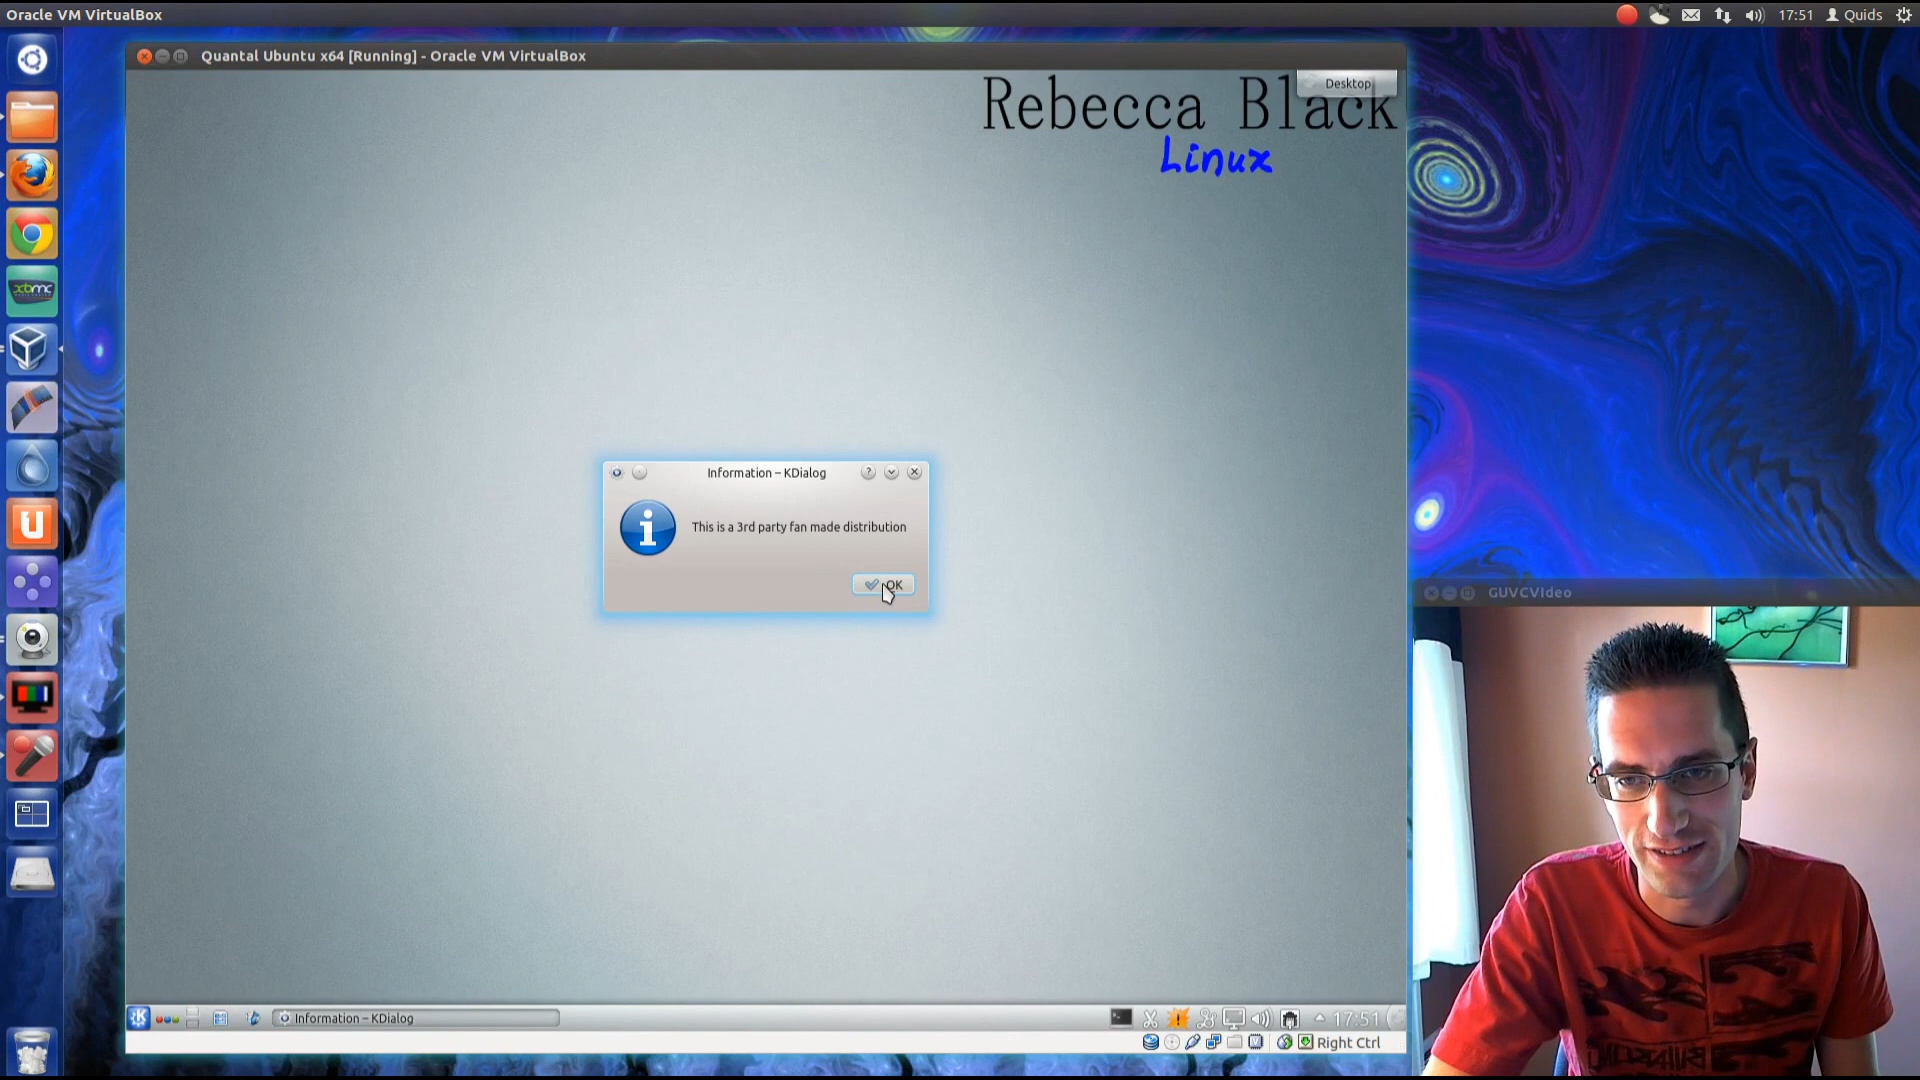 Oracle VM VirtualBox
17:51 Quids
Quantal Ubuntu x64 [Running] - Oracle VM VirtualBox
Desktop
Rebecca Black
Linux
xbmc
U
Information – KDialog
This is a 3rd party fan made distribution
OK
GUVCVIdeo
Information – KDialog
17:51
Right Ctrl